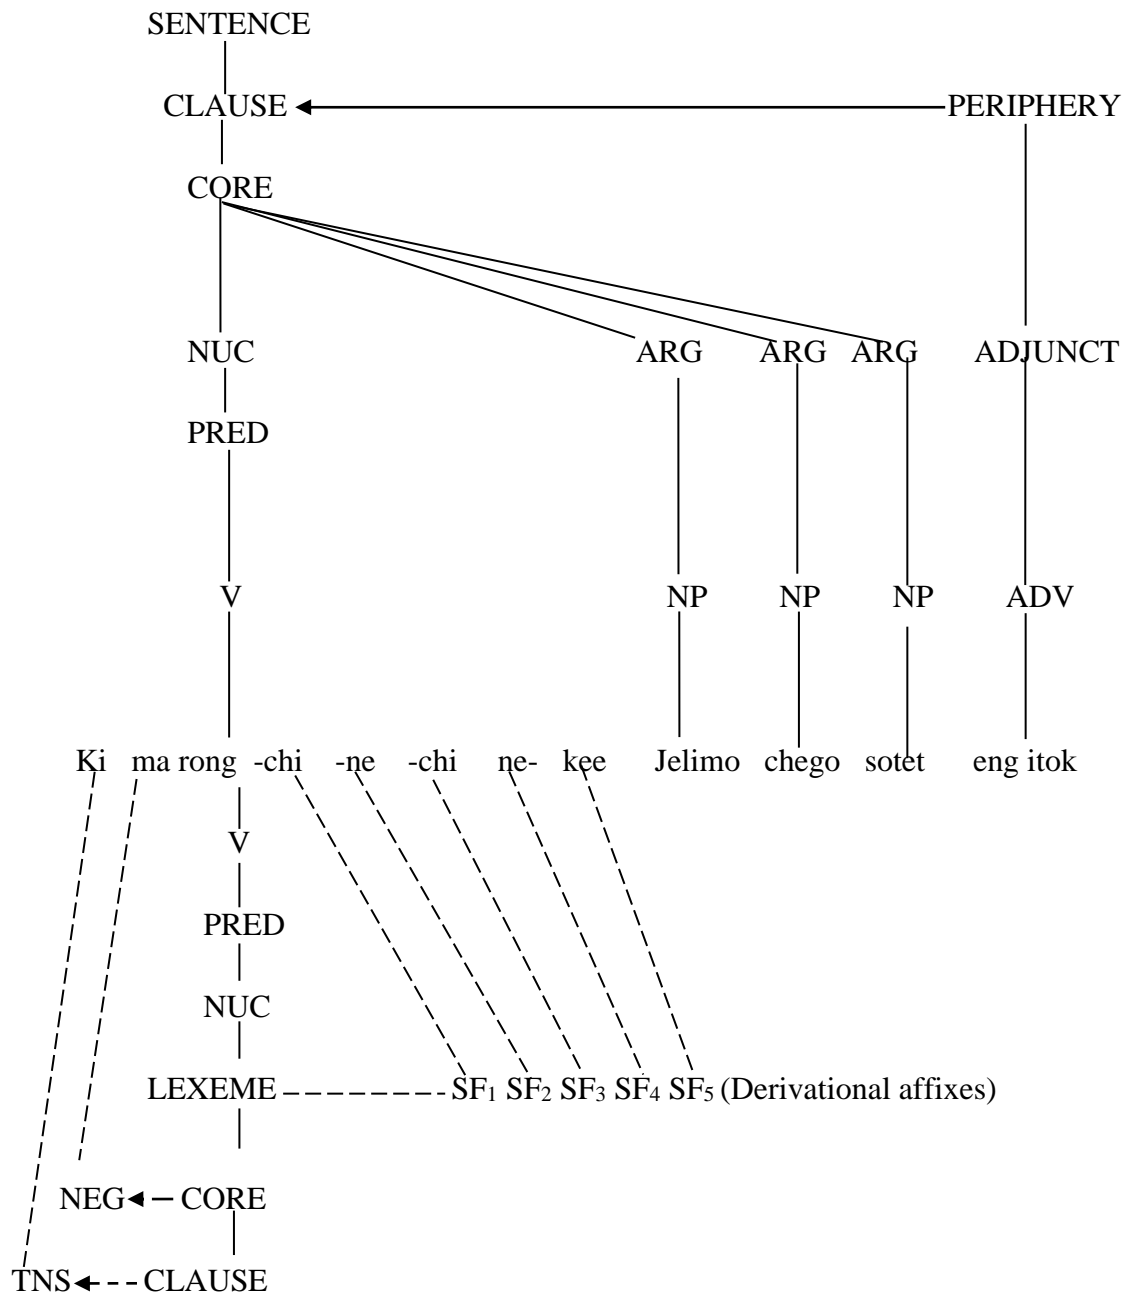 SENTENCE
CLAUSE PERIPHERY
CORE
NUC ARG ARG ARG ADJUNCT
PRED
V NP NP NP ADV
Ki ma rong -chi -ne -chi ne- kee Jelimo chego sotet eng itok
V
PRED
NUC
LEXEME SF₁ SF₂ SF₃ SF₄ SF₅ (Derivational affixes)
NEG CORE
TNS CLAUSE